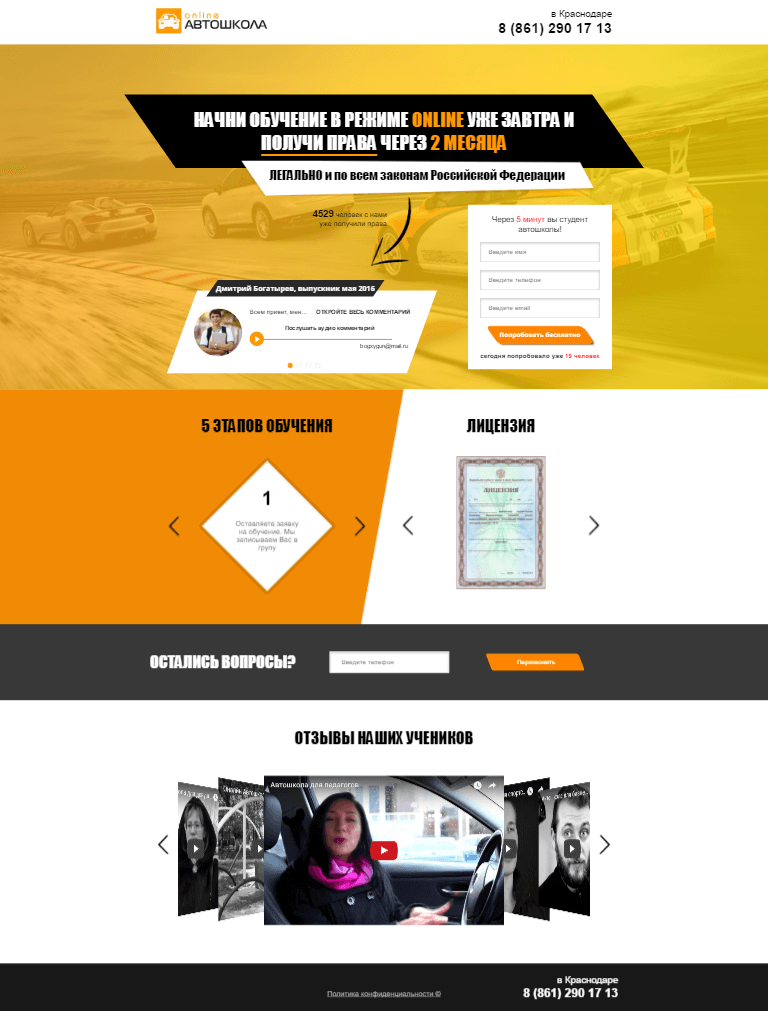 online
АВТОШКОЛА
в Краснодаре
8 (861) 290 17 13
НАЧНИ ОБУЧЕНИЕ В РЕЖИМЕ ONLINE УЖЕ ЗАВТРА И
ПОЛУЧИ ПРАВА ЧЕРЕЗ 2 МЕСЯЦА
ЛЕГАЛЬНО и по всем законам Российской Федерации
4529 человек с нами
уже получили права
Через 5 минут вы студент
автошколы!
Введите имя
Введите телефон
Введите email
Попробовать бесплатно
сегодня попробовало уже 19 человек
Дмитрий Богатырев, выпускник мая 2016
Всем привет, мен... ОТКРОЙТЕ ВЕСЬ КОММЕНТАРИЙ
Послушать аудио комментарий
5 ЭТАПОВ ОБУЧЕНИЯ
1
Оставляете заявку
на обучение. Мы
записываем Вас в
групу
ЛИЦЕНЗИЯ
ЛИЦЕНЗИЯ
ОСТАЛИСЬ ВОПРОСЫ?
Введите телефон
Перезвонить
ОТЗЫВЫ НАШИХ УЧЕНИКОВ
Автошкола для педагогов
Политика конфиденциальности ©
в Краснодаре
8 (861) 290 17 13